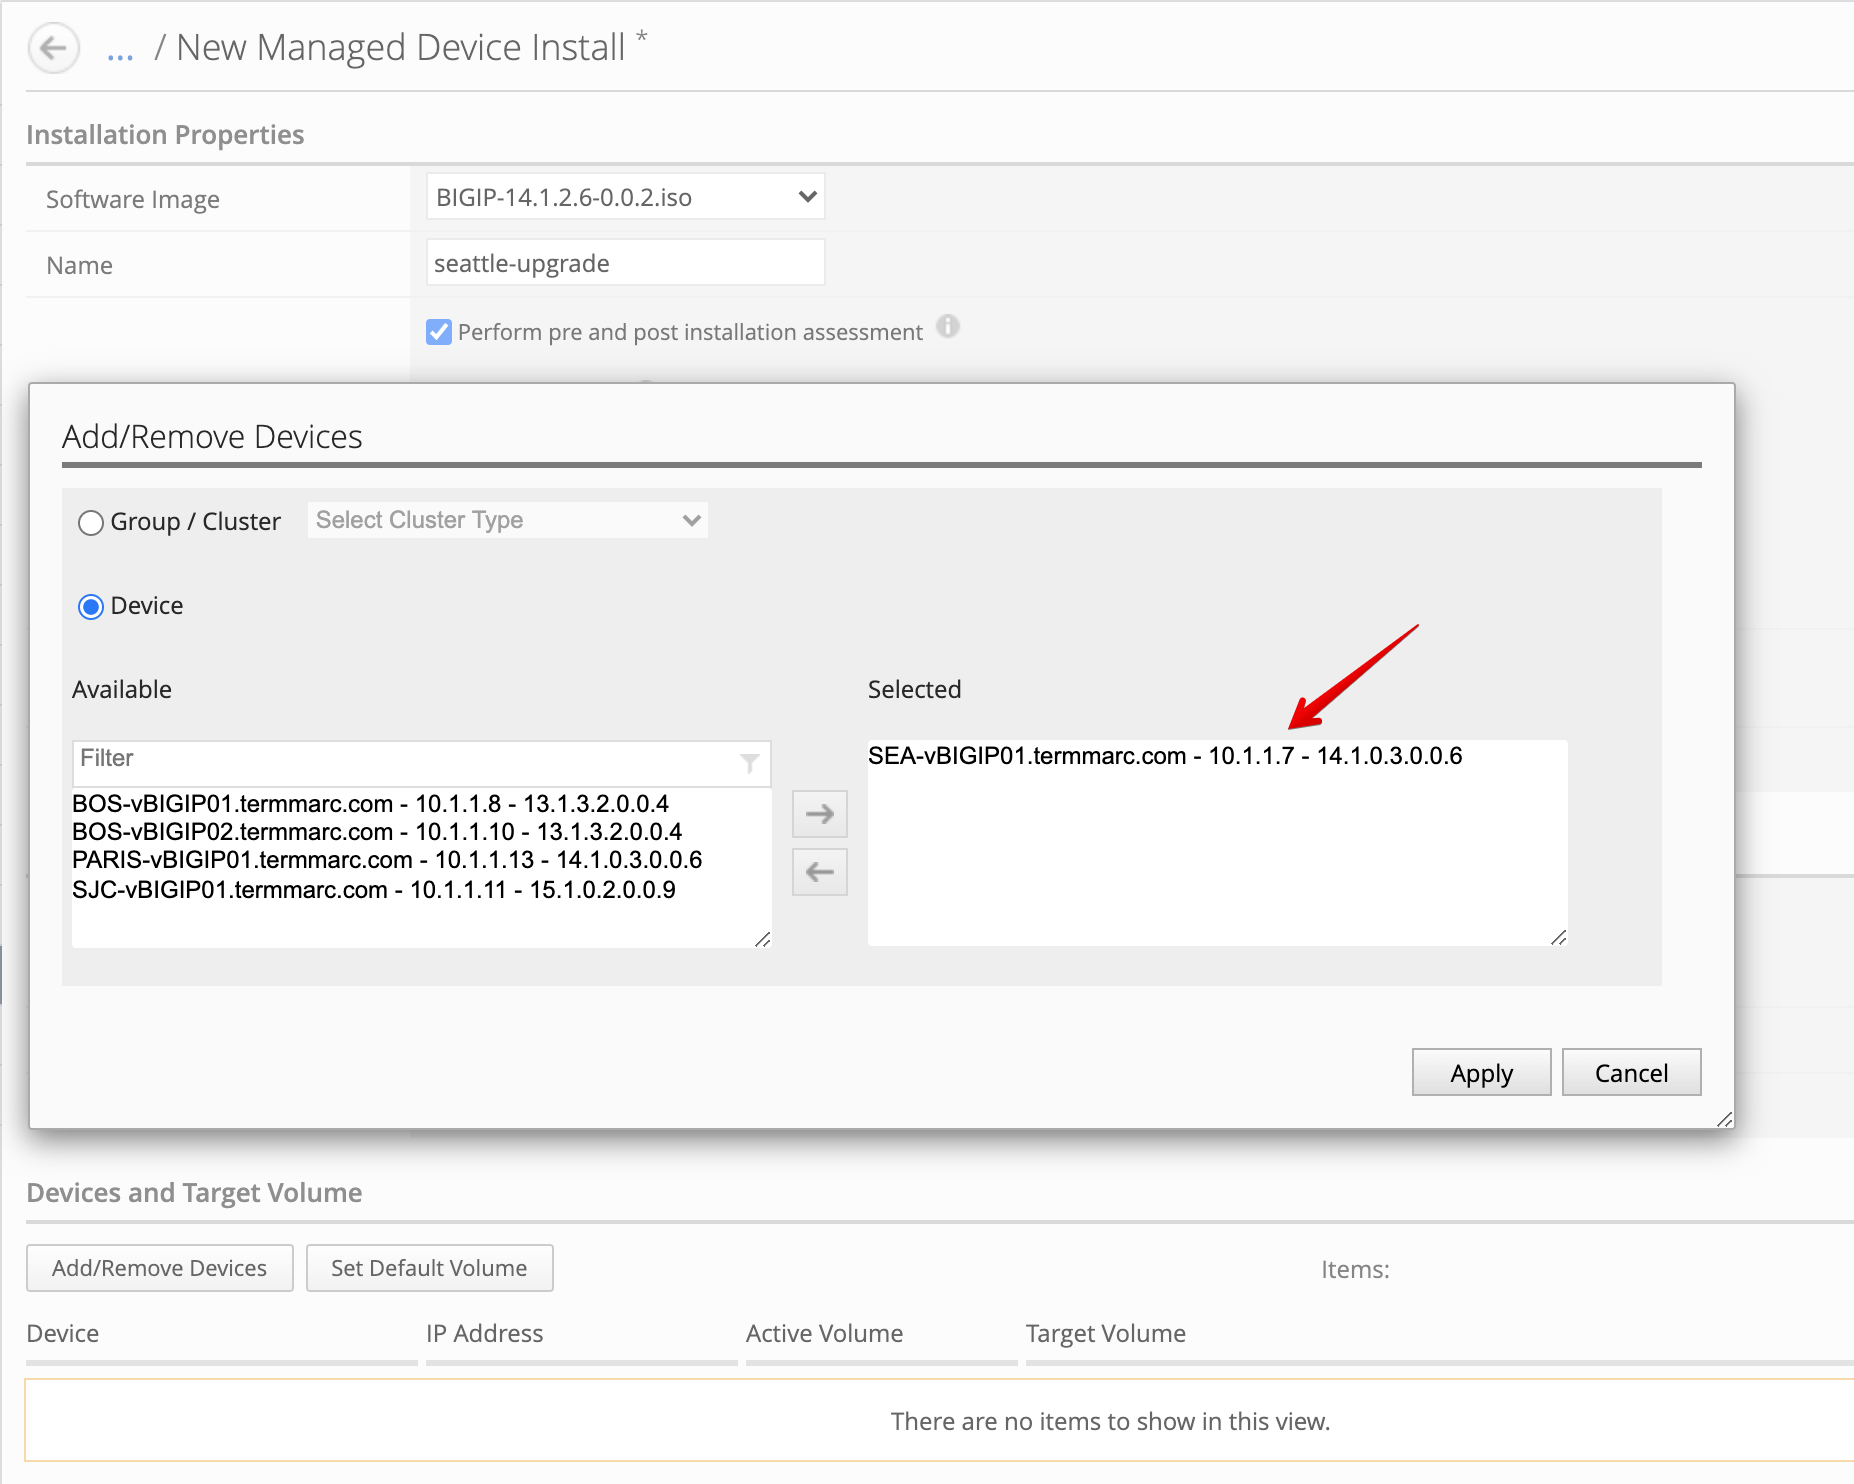 ... / New Managed Device Install *
Installation Properties
Software Image BIGIP-14.1.2.6-0.0.2.iso
Name seattle-upgrade
Perform pre and post installation assessment
Add/Remove Devices
Group / Cluster Select Cluster Type
Device
Available Selected
Filter
BOS-vBIGIP01.termmarc.com - 10.1.1.8 - 13.1.3.2.0.0.4
BOS-vBIGIP02.termmarc.com - 10.1.1.10 - 13.1.3.2.0.0.4
PARIS-vBIGIP01.termmarc.com - 10.1.1.13 - 14.1.0.3.0.0.6
SJC-vBIGIP01.termmarc.com - 10.1.1.11 - 15.1.0.2.0.0.9
SEA-vBIGIP01.termmarc.com - 10.1.1.7 - 14.1.0.3.0.0.6
Apply Cancel
Devices and Target Volume
Add/Remove Devices Set Default Volume Items:
Device IP Address Active Volume Target Volume
There are no items to show in this view.